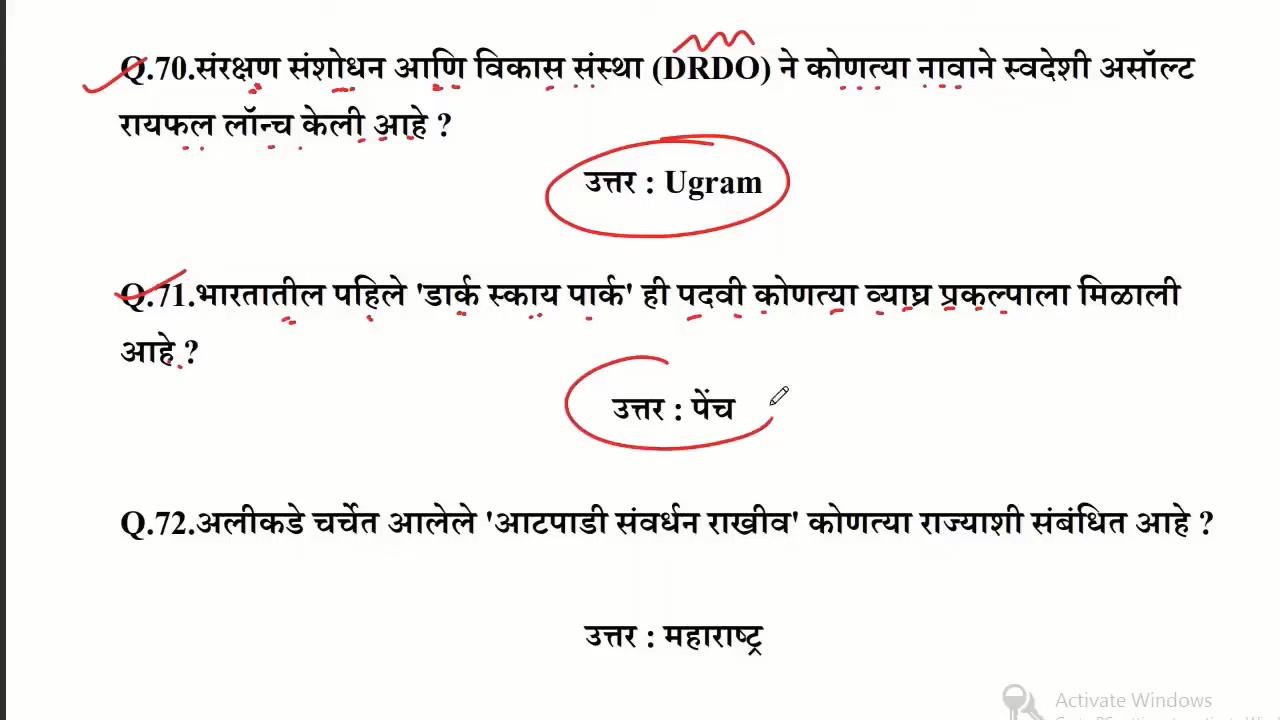 Q.70.संरक्षण संशोधन आणि विकास संस्था (DRDO) ने कोणत्या नावाने स्वदेशी असॉल्ट
रायफल लॉन्च केली आहे ?
उत्तर : Ugram
Q.71.भारतातील पहिले 'डार्क स्काय पार्क' ही पदवी कोणत्या व्याघ्र प्रकल्पाला मिळाली
आहे ?
उत्तर : पेंच
Q.72.अलीकडे चर्चेत आलेले 'आटपाडी संवर्धन राखीव' कोणत्या राज्याशी संबंधित आहे ?
उत्तर : महाराष्ट्र
Activate Windows